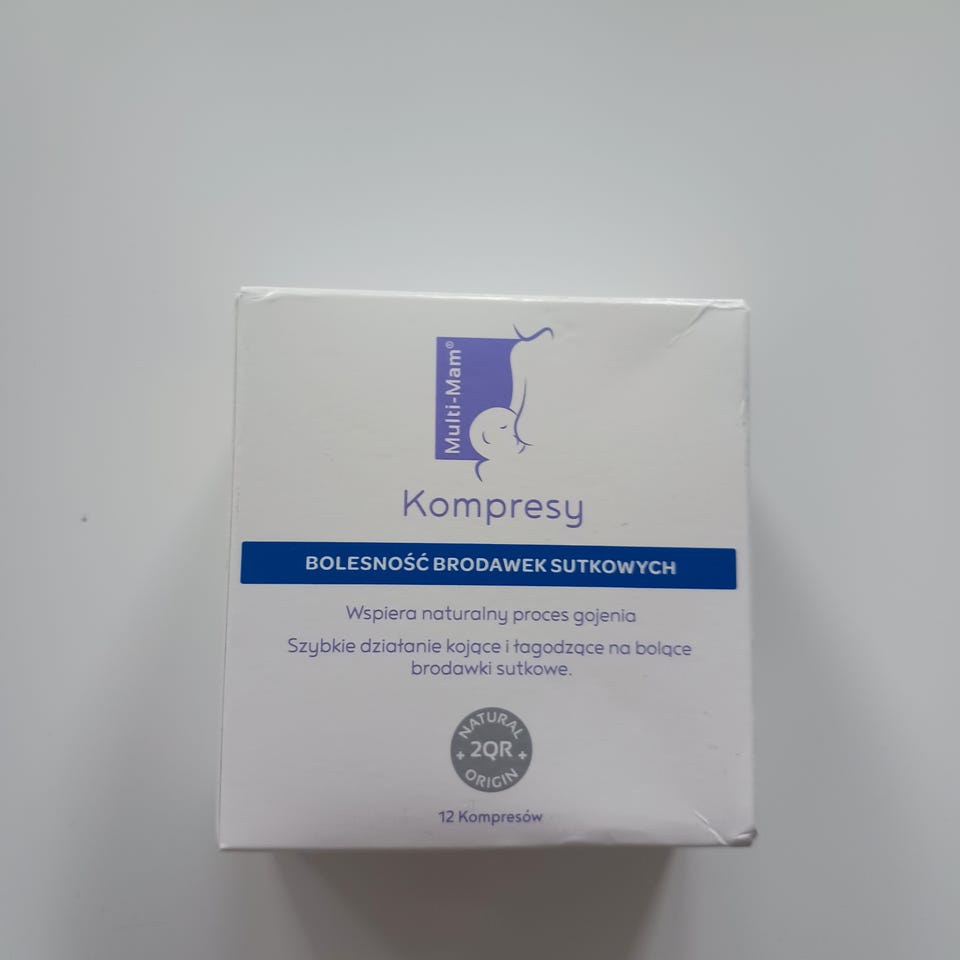 Multi-Mam®
Kompresy
BOLESNOŚĆ BRODAWEK SUTKOWYCH
Wspiera naturalny proces gojenia
Szybkie działanie kojące i łagodzące na bolące
brodawki sutkowe.
NATURAL
+ 2QR +
ORIGIN
12 Kompresów